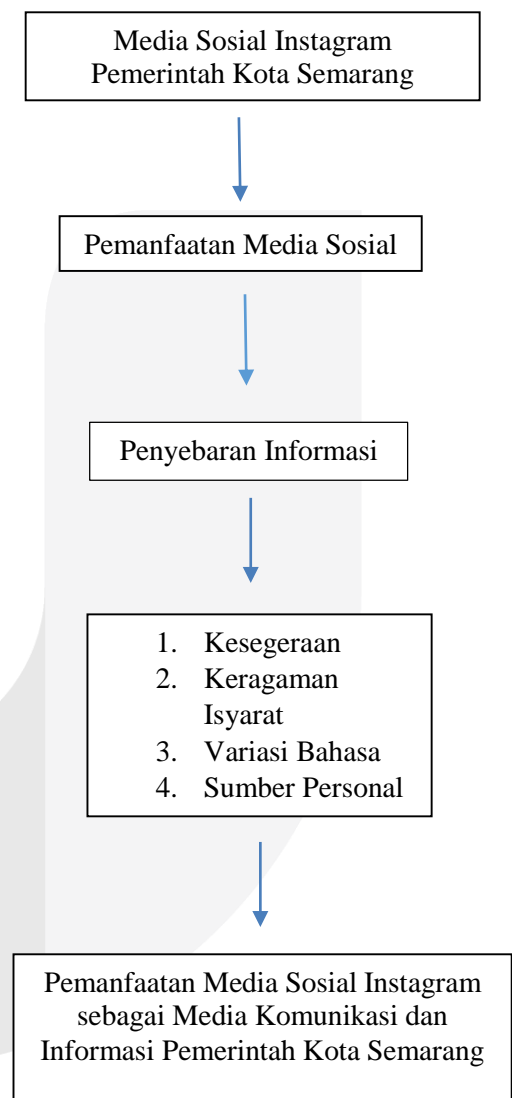 Media Sosial Instagram
Pemerintah Kota Semarang
Pemanfaatan Media Sosial
Penyebaran Informasi
1. Kesegeraan
2. Keragaman
Isyarat
3. Variasi Bahasa
4. Sumber Personal
Pemanfaatan Media Sosial Instagram
sebagai Media Komunikasi dan
Informasi Pemerintah Kota Semarang